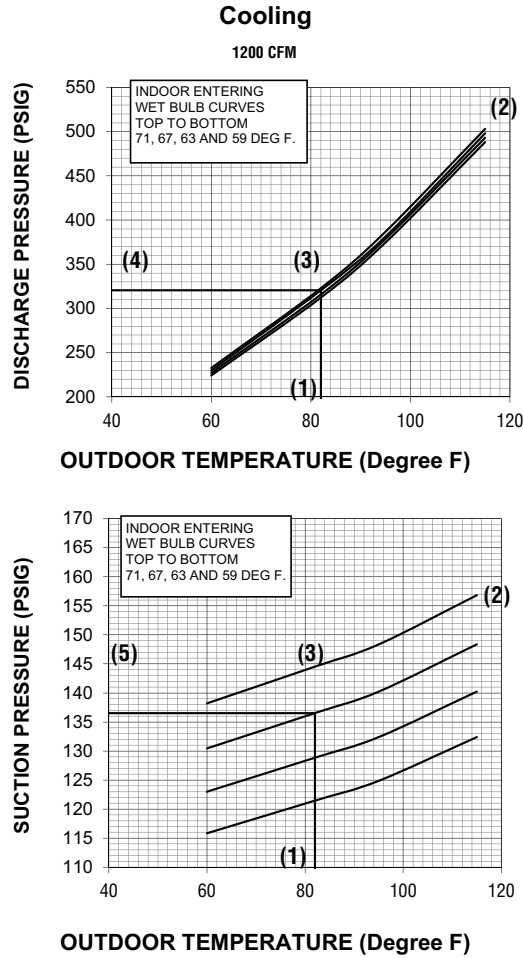 Cooling
1200 CFM
DISCHARGE PRESSURE (PSIG)
550
500
450
400
350
300
250
200
INDOOR ENTERING
WET BULB CURVES
TOP TO BOTTOM
71, 67, 63 AND 59 DEG F.
(2)
(4)
(3)
(1)
40
60
80
100
120
OUTDOOR TEMPERATURE (Degree F)
SUCTION PRESSURE (PSIG)
170
165
160
155
150
145
140
135
130
125
120
115
110
INDOOR ENTERING
WET BULB CURVES
TOP TO BOTTOM
71, 67, 63 AND 59 DEG F.
(2)
(5)
(3)
(1)
40
60
80
100
120
OUTDOOR TEMPERATURE (Degree F)